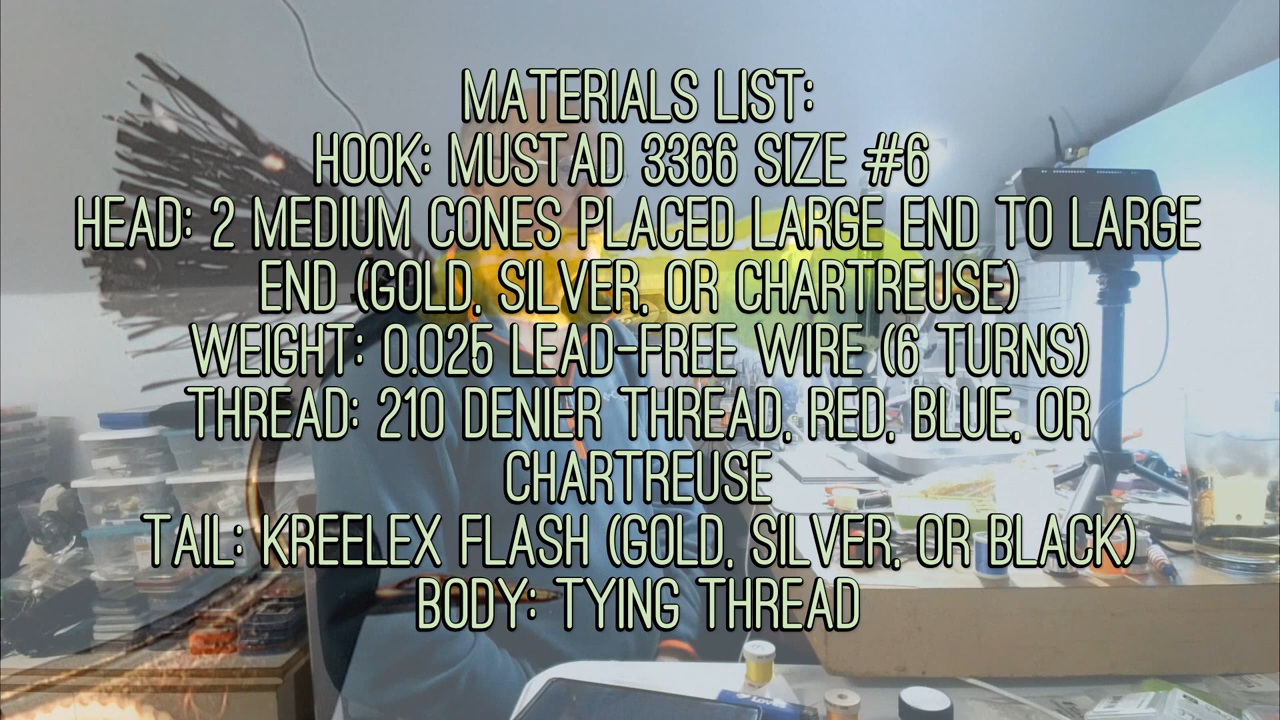 MATERIALS LIST:
HOOK: MUSTAD 3366 SIZE #6
HEAD: 2 MEDIUM CONES PLACED LARGE END TO LARGE
END (GOLD, SILVER, OR CHARTREUSE)
WEIGHT: 0.025 LEAD-FREE WIRE (6 TURNS)
THREAD: 210 DENIER THREAD, RED, BLUE, OR
CHARTREUSE
TAIL: KREELEX FLASH (GOLD, SILVER, OR BLACK)
BODY: TYING THREAD